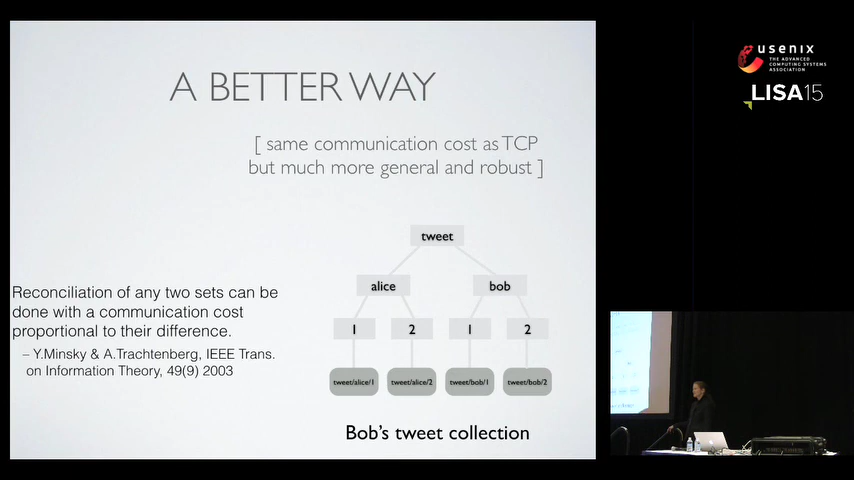 A BETTER WAY
[ same communication cost as TCP
but much more general and robust ]
tweet
alice
bob
1
2
1
2
tweet/alice/1
tweet/alice/2
tweet/bob/1
tweet/bob/2
Bob's tweet collection
Reconciliation of any two sets can be
done with a communication cost
proportional to their difference.
– Y.Minsky & A.Trachtenberg, IEEE Trans.
on Information Theory, 49(9) 2003
usenix
THE ADVANCED
COMPUTING SYSTEMS
ASSOCIATION
LISA15